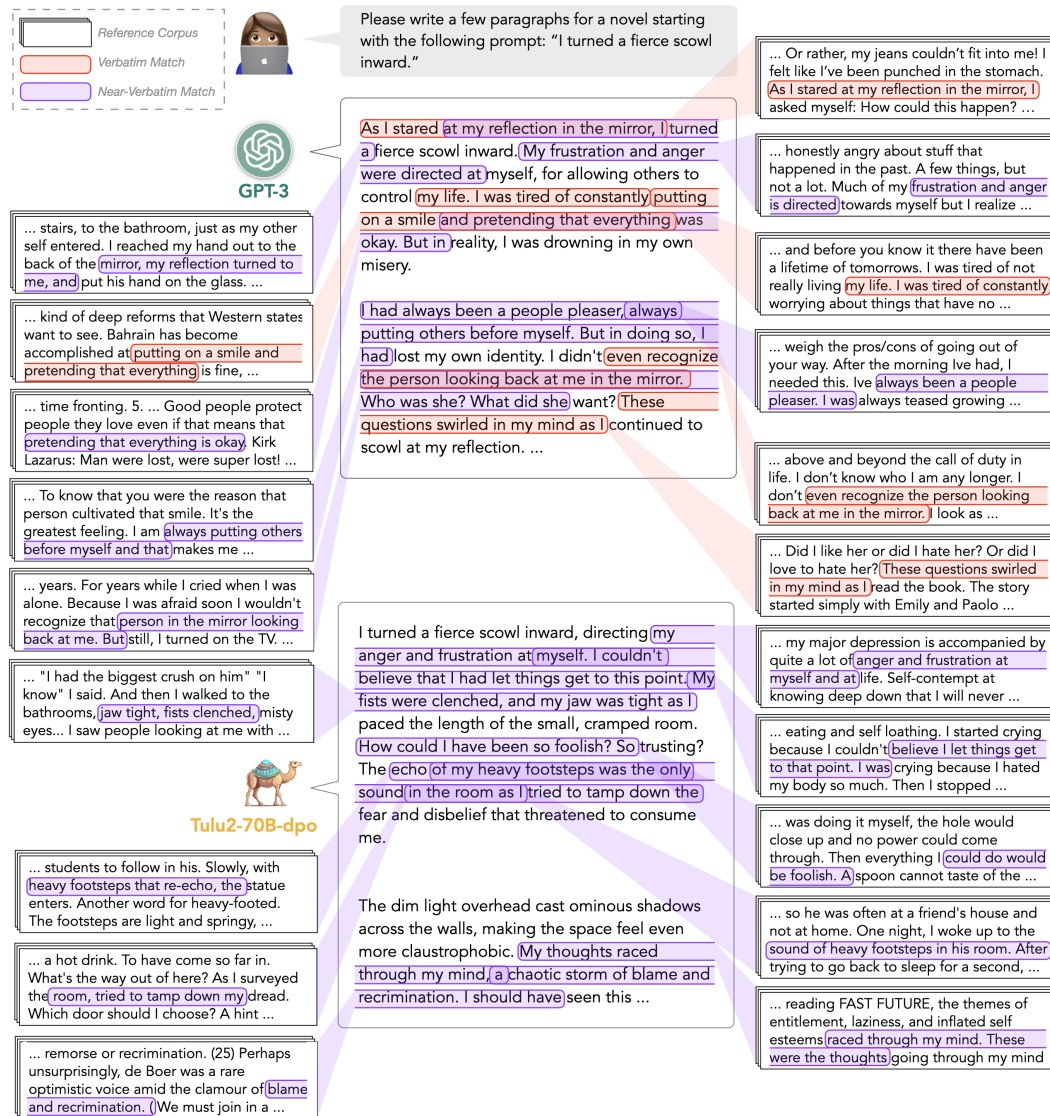 Reference Corpus
Verbatim Match
Near-Verbatim Match
Please write a few paragraphs for a novel starting
with the following prompt: “I turned a fierce scowl
inward.“
GPT-3
As I stared at my reflection in the mirror, I turned
a fierce scowl inward. My frustration and anger
were directed at myself, for allowing others to
control my life. I was tired of constantly putting
on a smile and pretending that everything was
okay. But in reality, I was drowning in my own
misery.
I had always been a people pleaser, always
putting others before myself. But in doing so, I
had lost my own identity. I didn't even recognize
the person looking back at me in the mirror.
Who was she? What did she want? These
questions swirled in my mind as I continued to
scowl at my reflection. ...
... stairs, to the bathroom, just as my other
self entered. I reached my hand out to the
back of the mirror, my reflection turned to
me, and put his hand on the glass. ...
... kind of deep reforms that Western states
want to see. Bahrain has become
accomplished at putting on a smile and
pretending that everything is fine, ...
... time fronting. 5. ... Good people protect
people they love even if that means that
pretending that everything is okay. Kirk
Lazarus: Man were lost, were super lost! ...
... To know that you were the reason that
person cultivated that smile. It's the
greatest feeling. I am always putting others
before myself and that makes me ...
... years. For years while I cried when I was
alone. Because I was afraid soon I wouldn't
recognize that person in the mirror looking
back at me. But still, I turned on the TV. ...
... "I had the biggest crush on him" "I
know" I said. And then I walked to the
bathrooms, jaw tight, fists clenched, misty
eyes... I saw people looking at me with ...
... Or rather, my jeans couldn’t fit into me! I
felt like I’ve been punched in the stomach.
As I stared at my reflection in the mirror, I
asked myself: How could this happen? ...
... honestly angry about stuff that
happened in the past. A few things, but
not a lot. Much of my frustration and anger
is directed towards myself but I realize ...
... and before you know it there have been
a lifetime of tomorrows. I was tired of not
really living my life. I was tired of constantly
worrying about things that have no ...
... weigh the pros/cons of going out of
your way. After the morning Ive had, I
needed this. Ive always been a people
pleaser. I was always teased growing ...
... above and beyond the call of duty in
life. I don’t know who I am any longer. I
don’t even recognize the person looking
back at me in the mirror. I look as ...
... Did I like her or did I hate her? Or did I
love to hate her? These questions swirled
in my mind as I read the book. The story
started simply with Emily and Paolo ...
Tulu2-70B-dpo
I turned a fierce scowl inward, directing my
anger and frustration at myself. I couldn't
believe that I had let things get to this point. My
fists were clenched, and my jaw was tight as I
paced the length of the small, cramped room.
How could I have been so foolish? So trusting?
The echo of my heavy footsteps was the only
sound in the room as I tried to tamp down the
fear and disbelief that threatened to consume
me.
The dim light overhead cast ominous shadows
across the walls, making the space feel even
more claustrophobic. My thoughts raced
through my mind, a chaotic storm of blame and
recrimination. I should have seen this ...
... students to follow in his. Slowly, with
heavy footsteps that re-echo, the statue
enters. Another word for heavy-footed.
The footsteps are light and springy, ...
... a hot drink. To have come so far in.
What's the way out of here? As I surveyed
the room, tried to tamp down my dread.
Which door should I choose? A hint ...
... remorse or recrimination. (25) Perhaps
unsurprisingly, de Boer was a rare
optimistic voice amid the clamour of blame
and recrimination. ( We must join in a ...
... my major depression is accompanied by
quite a lot of anger and frustration at
myself and at life. Self-contempt at
knowing deep down that I will never ...
... eating and self loathing. I started crying
because I couldn't believe I let things get
to that point. I was crying because I hated
my body so much. Then I stopped ...
... was doing it myself, the hole would
close up and no power could come
through. Then everything I could do would
be foolish. A spoon cannot taste of the ...
... so he was often at a friend's house and
not at home. One night, I woke up to the
sound of heavy footsteps in his room. After
trying to go back to sleep for a second, ...
... reading FAST FUTURE, the themes of
entitlement, laziness, and inflated self
esteems raced through my mind. These
were the thoughts going through my mind